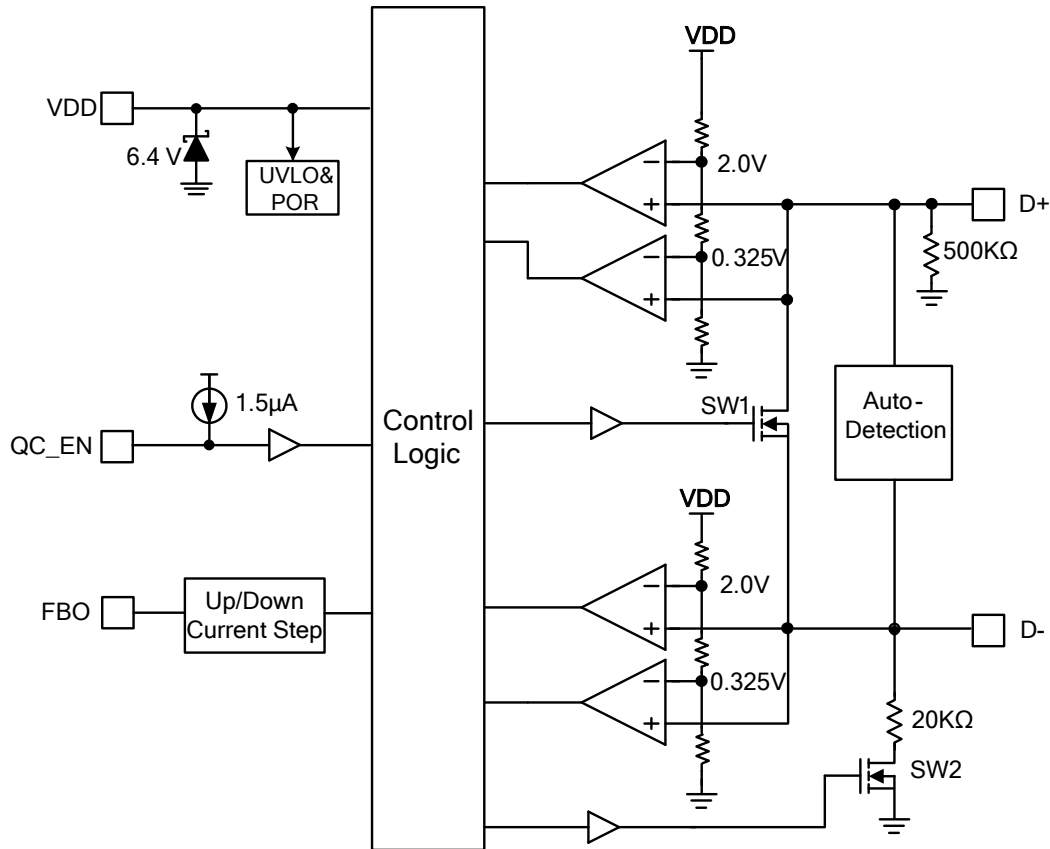 VDD
VDD
6.4 V
UVLO&
POR
2.0V
D+
500KΩ
0.325V
1.5µA
QC_EN
Control
Logic
SW1
Auto-
Detection
VDD
FBO
Up/Down
Current Step
2.0V
D-
0.325V
20KΩ
SW2